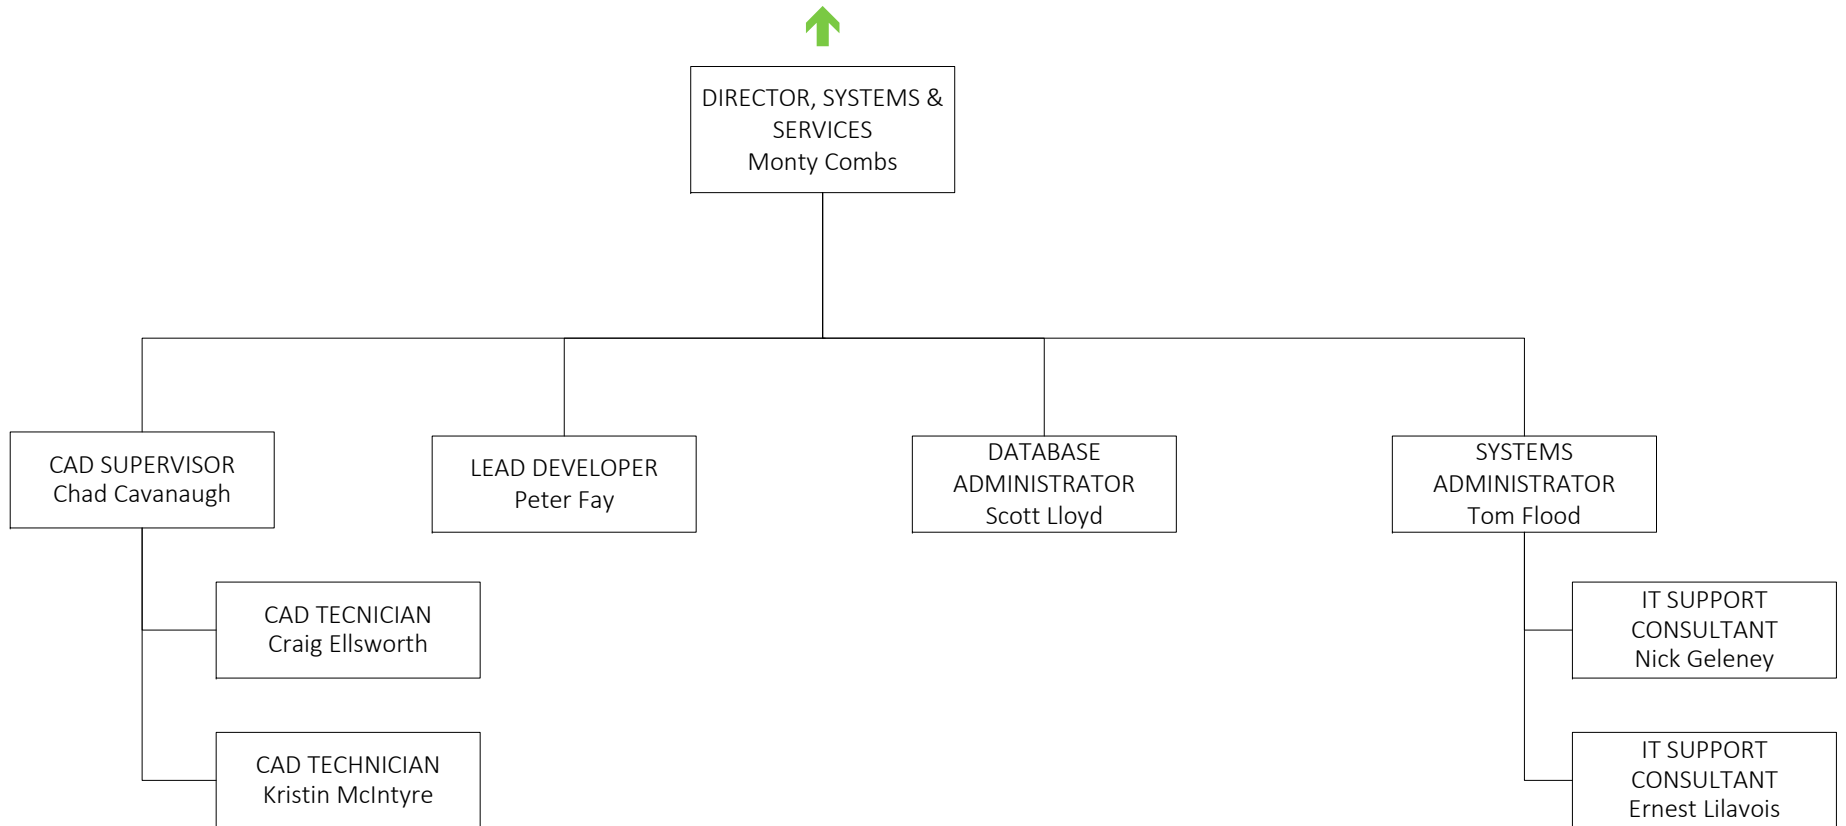 DIRECTOR, SYSTEMS &
SERVICES
Monty Combs
CAD SUPERVISOR
Chad Cavanaugh
LEAD DEVELOPER
Peter Fay
DATABASE
ADMINISTRATOR
Scott Lloyd
SYSTEMS
ADMINISTRATOR
Tom Flood
CAD TECNICIAN
Craig Ellsworth
IT SUPPORT
CONSULTANT
Nick Geleney
CAD TECHNICIAN
Kristin McIntyre
IT SUPPORT
CONSULTANT
Ernest Lilavois